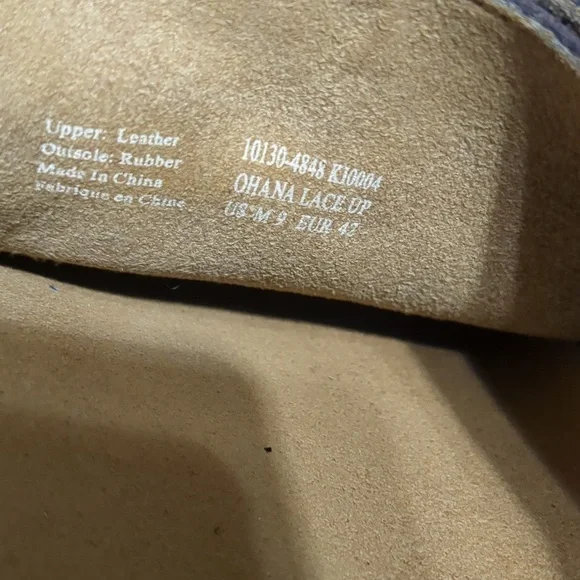 Upper: Leather
Outsole: Rubber
Made In China
Fabrique en Chine
10130-4848 KI0004
OHANA LACE UP
US*M 9 EUR 42